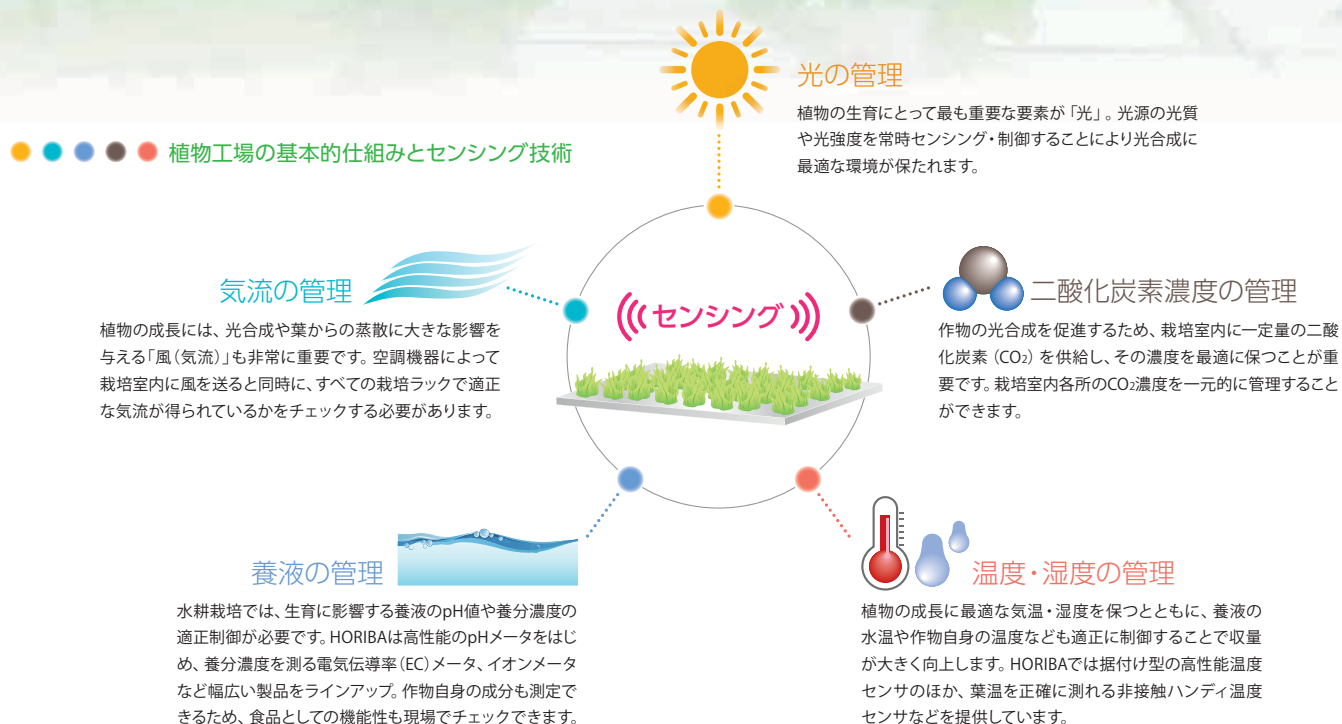 植物工場の基本的仕組みとセンシング技術
光の管理
植物の生育にとって最も重要な要素が「光」。光源の光質
や光強度を常時センシング・制御することにより光合成に
最適な環境が保たれます。
気流の管理
植物の成長には、光合成や葉からの蒸散に大きな影響を
与える「風(気流)」も非常に重要です。空調機器によって
栽培室内に風を送ると同時に、すべての栽培ラックで適正
な気流が得られているかをチェックする必要があります。
センシング
二酸化炭素濃度の管理
作物の光合成を促進するため、栽培室内に一定量の二酸
化炭素(CO₂)を供給し、その濃度を最適に保つことが重
要です。栽培室内各所のCO₂濃度を一元的に管理すること
ができます。
養液の管理
水耕栽培では、生育に影響する養液のpH値や養分濃度の
適正制御が必要です。HORIBAは高性能のpHメータをはじ
め、養分濃度を測る電気伝導率(EC)メータ、イオンメータ
など幅広い製品をラインアップ。作物自身の成分も測定で
きるため、食品としての機能性も現場でチェックできます。
温度・湿度の管理
植物の成長に最適な気温・湿度を保つとともに、養液の
水温や作物自身の温度なども適正に制御することで収量
が大きく向上します。HORIBAでは据付け型の高性能温度
センサのほか、葉温を正確に測れる非接触ハンディ温度
センサなどを提供しています。